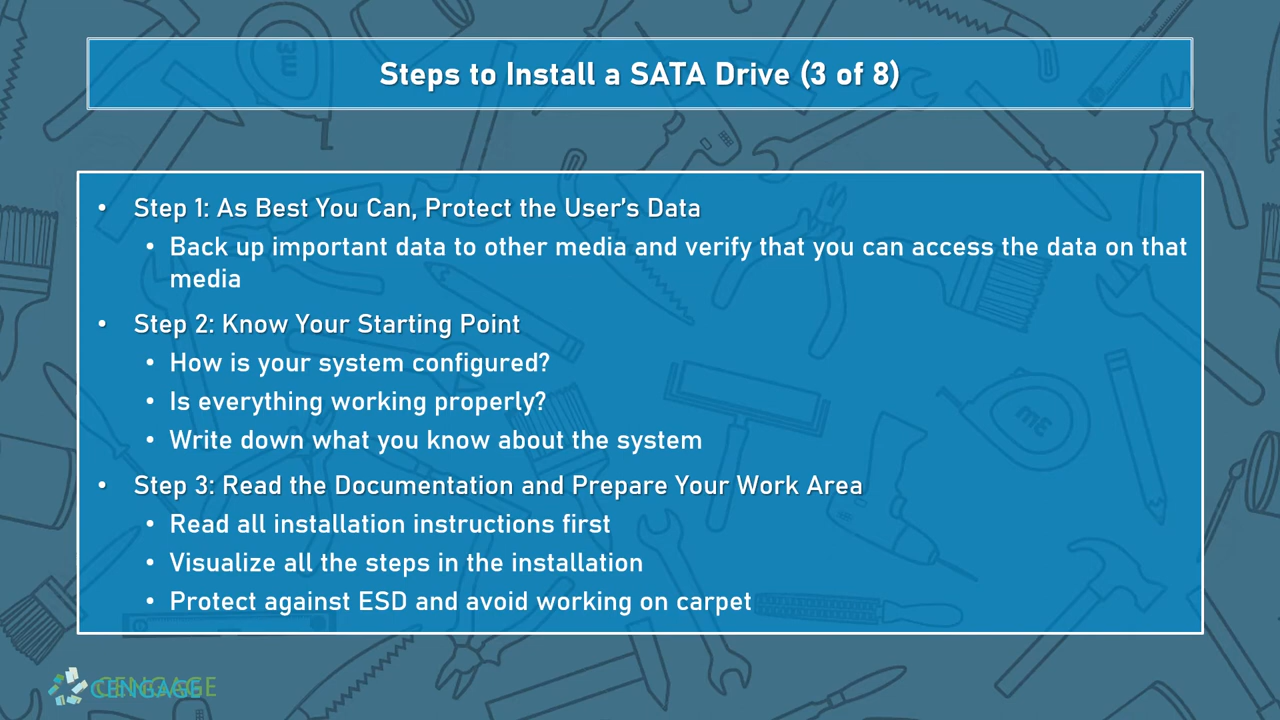 Steps to Install a SATA Drive (3 of 8)
• Step 1: As Best You Can, Protect the User’s Data
• Back up important data to other media and verify that you can access the data on that
media
• Step 2: Know Your Starting Point
• How is your system configured?
• Is everything working properly?
• Write down what you know about the system
• Step 3: Read the Documentation and Prepare Your Work Area
• Read all installation instructions first
• Visualize all the steps in the installation
• Protect against ESD and avoid working on carpet
CENGAGE